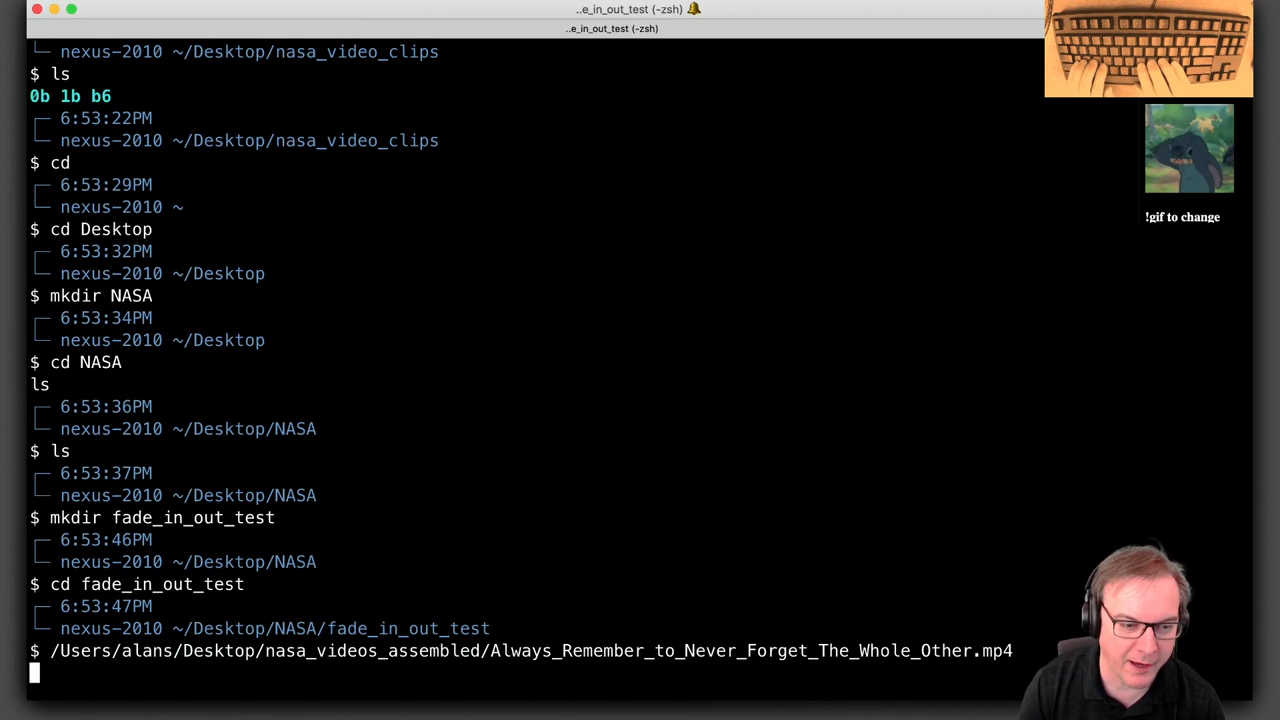 ..e_in_out_test (-zsh)
..e_in_out_test (-zsh)
nexus-2010 ~/Desktop/nasa_video_clips
$ ls
0b 1b b6
6:53:22PM
nexus-2010 ~/Desktop/nasa_video_clips
$ cd
6:53:29PM
nexus-2010 ~
$ cd Desktop
6:53:32PM
nexus-2010 ~/Desktop
$ mkdir NASA
6:53:34PM
nexus-2010 ~/Desktop
$ cd NASA
ls
6:53:36PM
nexus-2010 ~/Desktop/NASA
$ ls
6:53:37PM
nexus-2010 ~/Desktop/NASA
$ mkdir fade_in_out_test
6:53:46PM
nexus-2010 ~/Desktop/NASA
$ cd fade_in_out_test
6:53:47PM
nexus-2010 ~/Desktop/NASA/fade_in_out_test
$ /Users/alans/Desktop/nasa_videos_assembled/Always_Remember_to_Never_Forget_The_Whole_Other.mp4
!gif to change